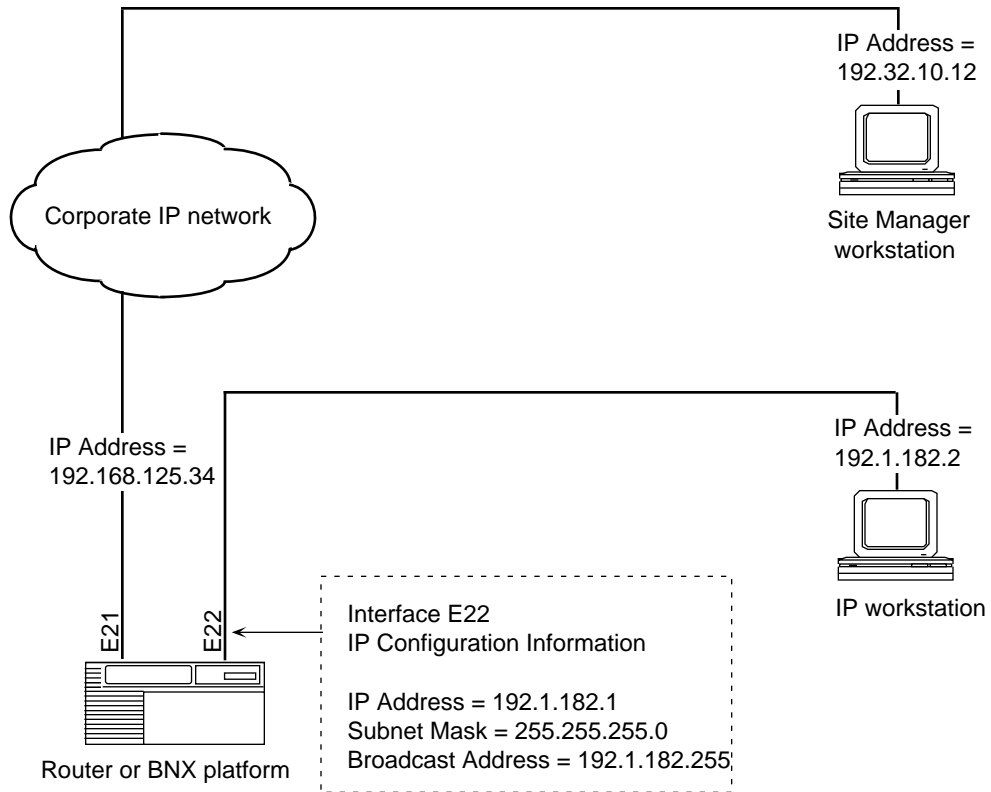 IP Address =
192.32.10.12
Corporate IP network
Site Manager
workstation
IP Address =
192.168.125.34
IP Address =
192.1.182.2
IP workstation
E21
E22
Interface E22
IP Configuration Information
IP Address = 192.1.182.1
Subnet Mask = 255.255.255.0
Broadcast Address = 192.1.182.255
Router or BNX platform